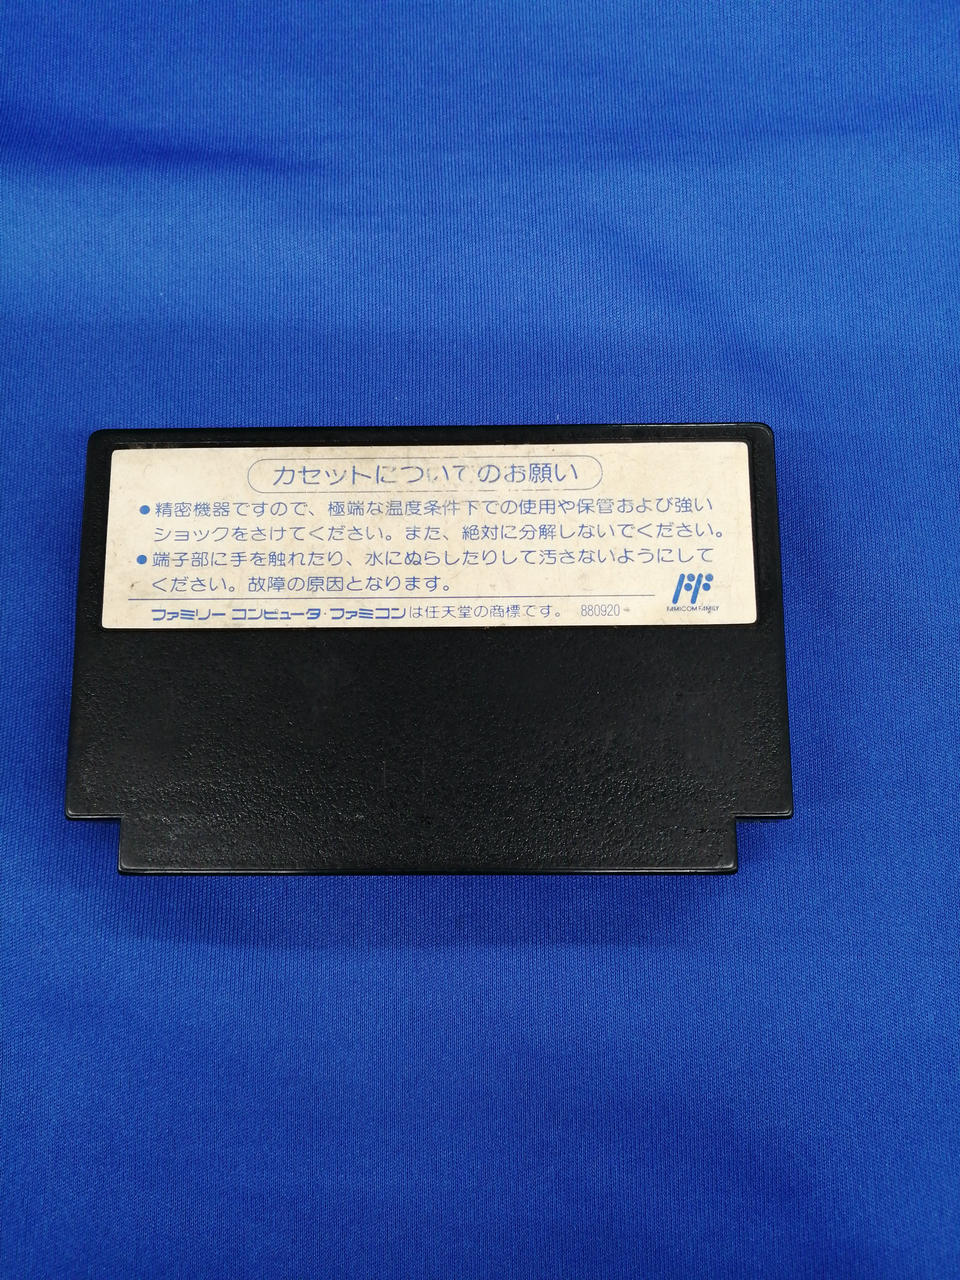 カセットについてのお願い
●精密機器ですので、極端な温度条件下での使用や保管および強い
ショックをさけてください。また、絶対に分解しないでください。
●端子部に手を触れたり、水にぬらしたりして汚さないようにして
ください。故障の原因となります。
FAMICOM FAMILY
ファミリーコンピュータ・ファミコンは任天堂の商標です。 880920